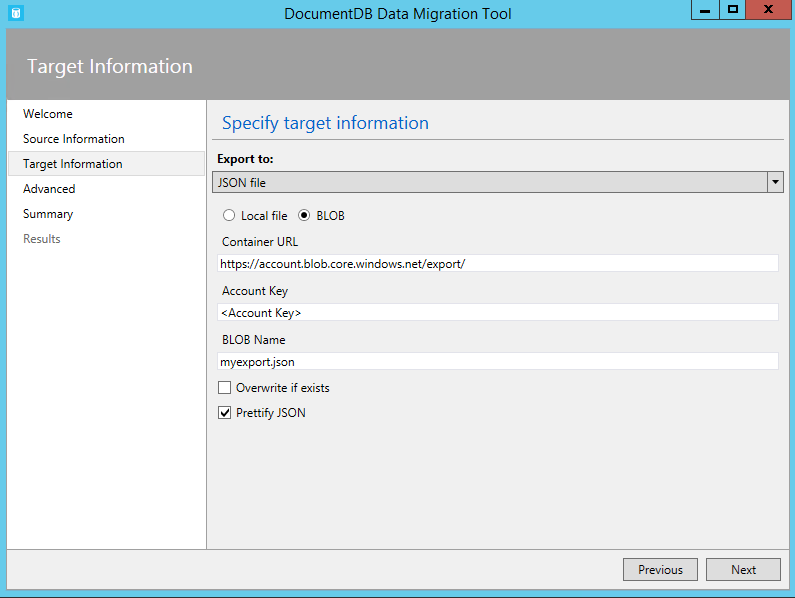 DocumentDB Data Migration Tool
Target Information
Welcome
Source Information
Target Information
Advanced
Summary
Results
Specify target information
Export to:
JSON file
Local file BLOB
Container URL
https://account.blob.core.windows.net/export/
Account Key
<Account Key>
BLOB Name
myexport.json
Overwrite if exists
Prettify JSON
Previous Next